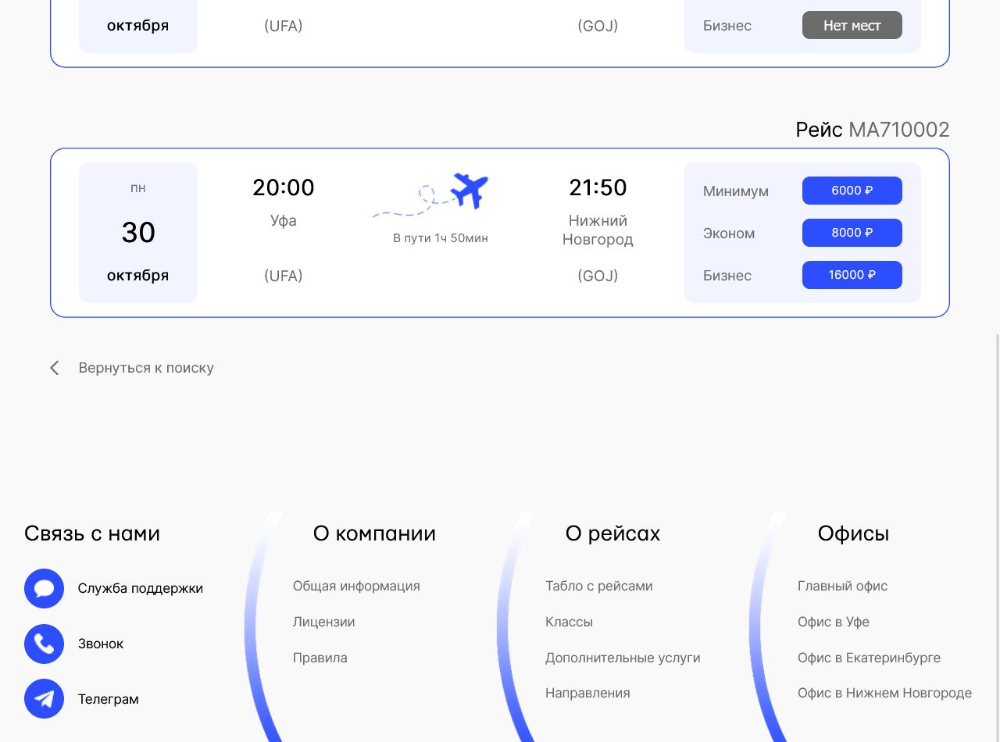 октября
(UFA)
(GOJ)
Бизнес
Нет мест
Рейс MA710002
пн
30
октября
20:00
Уфа
(UFA)
В пути 1ч 50мин
21:50
Нижний
Новгород
(GOJ)
Минимум
6000 ₽
Эконом
8000 ₽
Бизнес
16000 ₽
Вернуться к поиску
Связь с нами
Служба поддержки
Звонок
Телеграм
О компании
Общая информация
Лицензии
Правила
О рейсах
Табло с рейсами
Классы
Дополнительные услуги
Направления
Офисы
Главный офис
Офис в Уфе
Офис в Екатеринбурге
Офис в Нижнем Новгороде